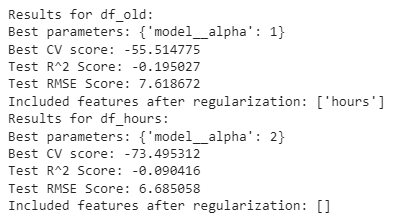 Results for df_old:
Best parameters: {'model__alpha': 1}
Best CV score: -55.514775
Test R^2 Score: -0.195027
Test RMSE Score: 7.618672
Included features after regularization: ['hours']
Results for df_hours:
Best parameters: {'model__alpha': 2}
Best CV score: -73.495312
Test R^2 Score: -0.090416
Test RMSE Score: 6.685058
Included features after regularization: []